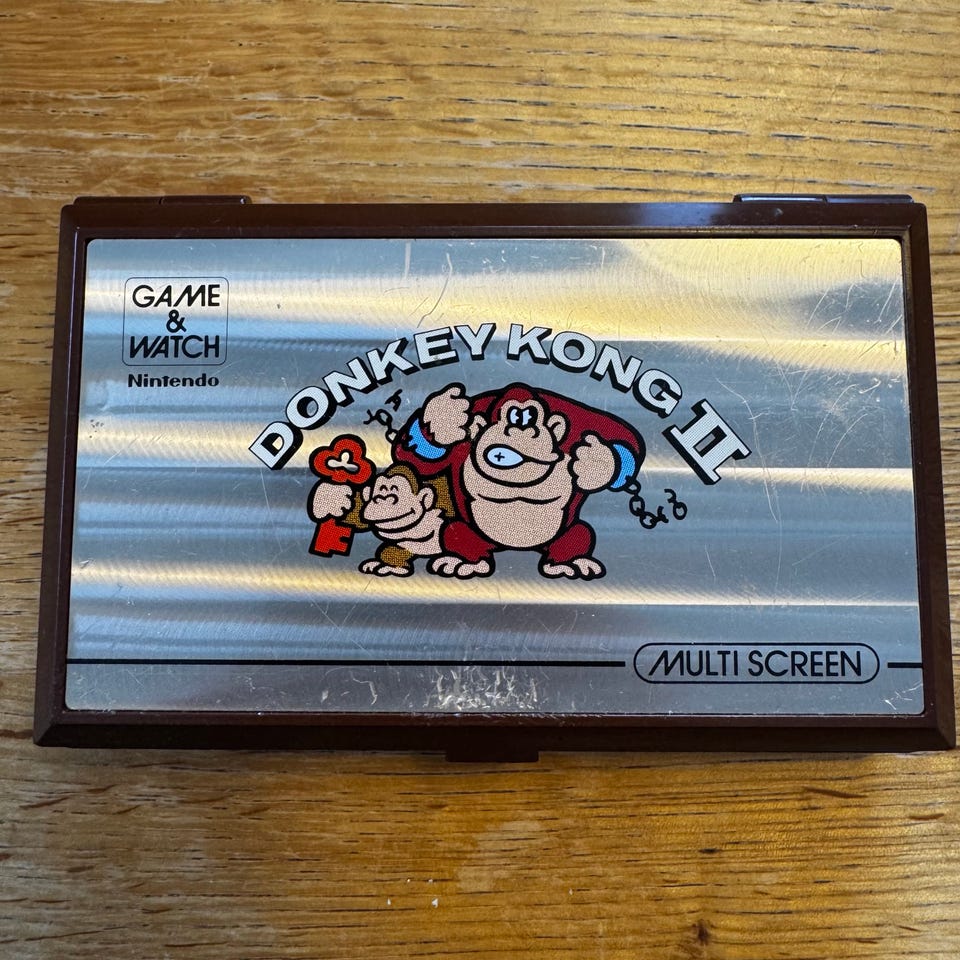 GAME
&
WATCH
Nintendo
DONKEY KONG II
MULTI SCREEN